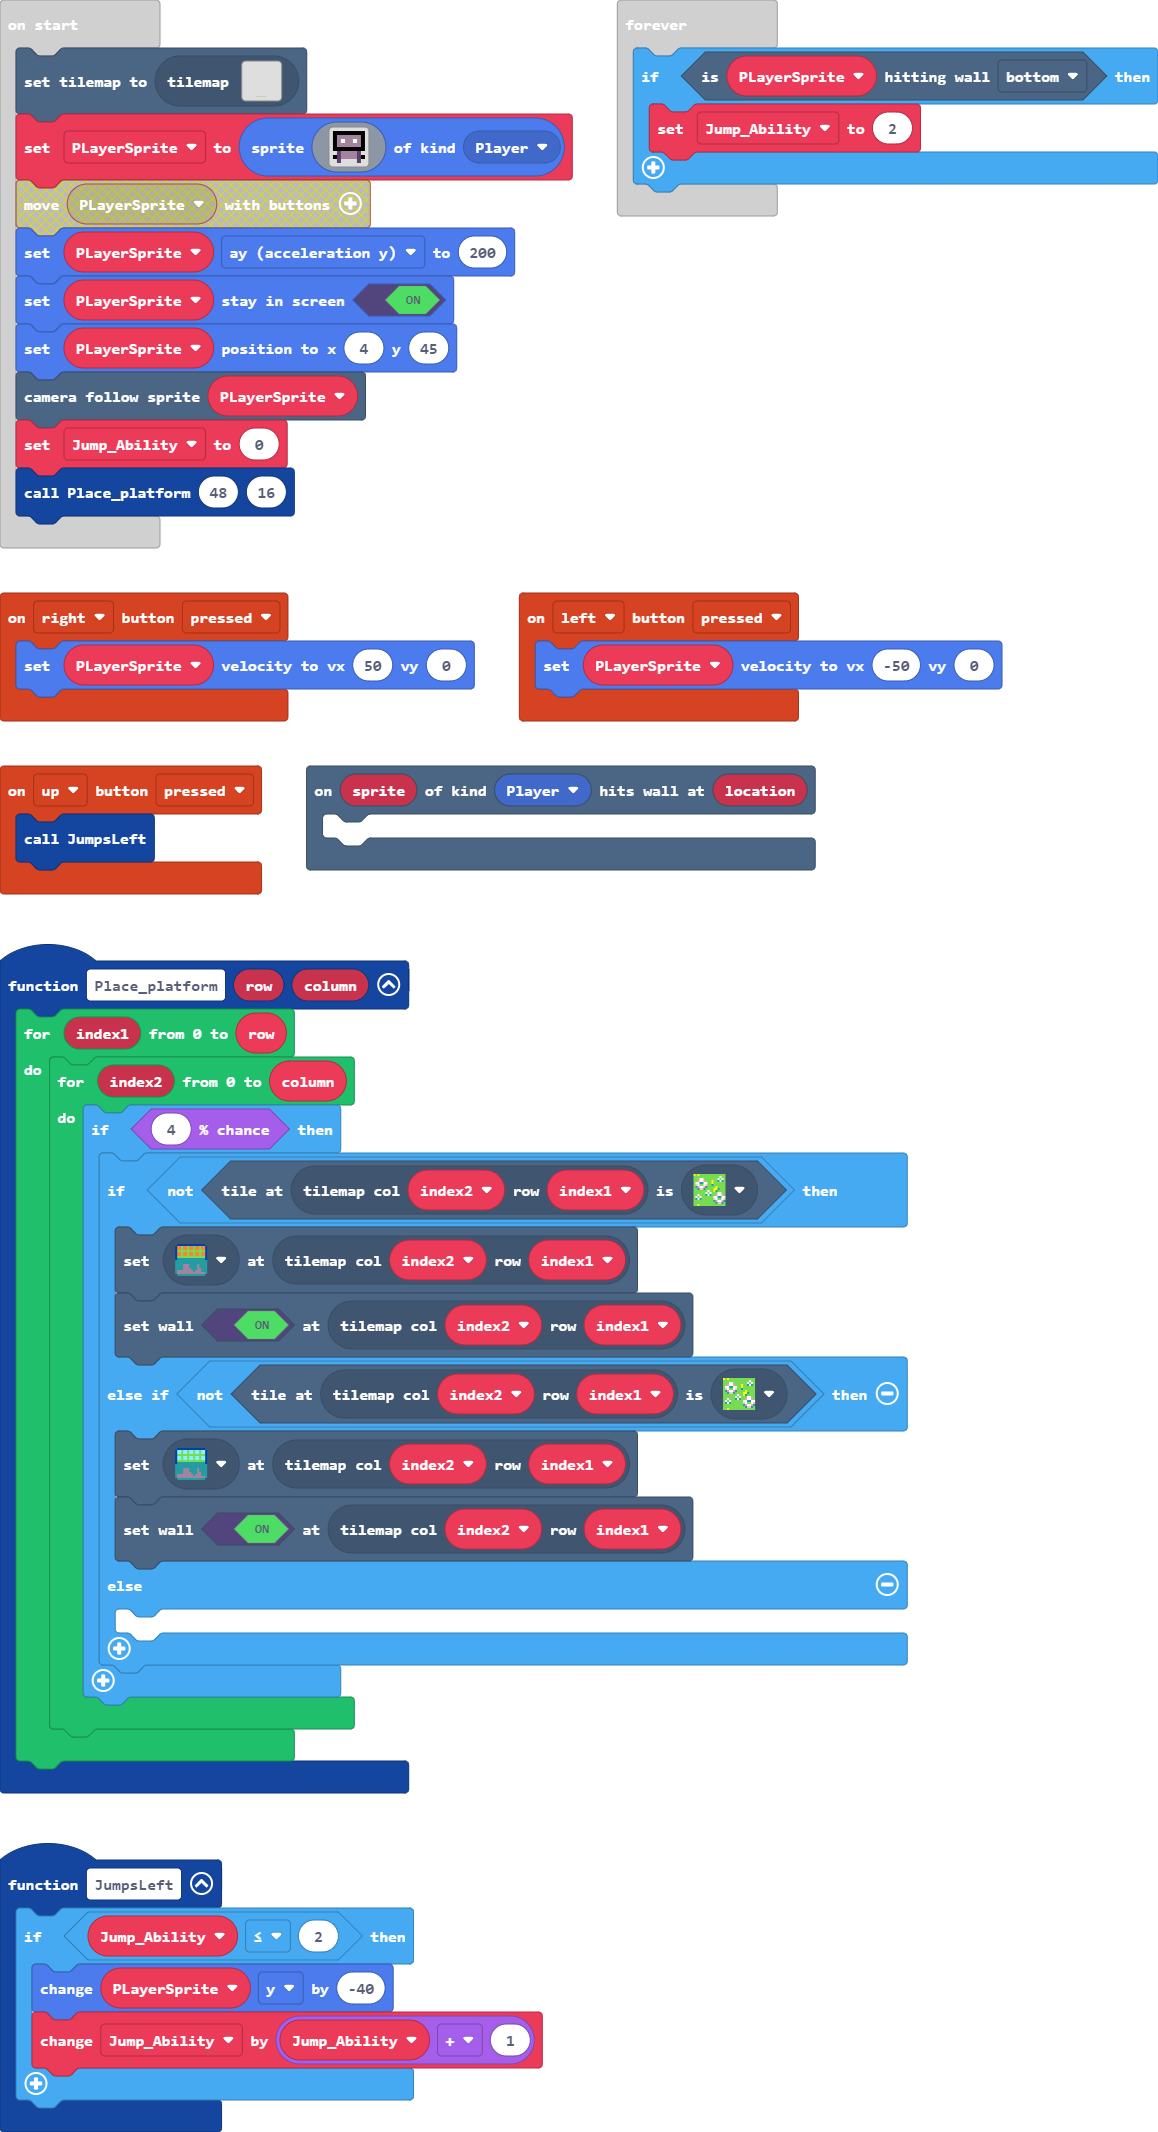 on start
set tilemap to tilemap
set PLayerSprite to sprite of kind Player
move PLayerSprite with buttons
set PLayerSprite ay (acceleration y) to 200
set PLayerSprite stay in screen ON
set PLayerSprite position to x 4 y 45
camera follow sprite PLayerSprite
set Jump_Ability to 0
call Place_platform 48 16
forever
if is PLayerSprite hitting wall bottom then
set Jump_Ability to 2
on right button pressed
set PLayerSprite velocity to vx 50 vy 0
on left button pressed
set PLayerSprite velocity to vx -50 vy 0
on up button pressed
call JumpsLeft
on sprite of kind Player hits wall at location
function Place_platform row column
for index1 from 0 to row
do for index2 from 0 to column
do if 4 % chance then
if not tile at tilemap col index2 row index1 is then
set at tilemap col index2 row index1
set wall ON at tilemap col index2 row index1
else if not tile at tilemap col index2 row index1 is then
set at tilemap col index2 row index1
set wall ON at tilemap col index2 row index1
else
function JumpsLeft
if Jump_Ability ≤ 2 then
change PLayerSprite y by -40
change Jump_Ability by Jump_Ability + 1